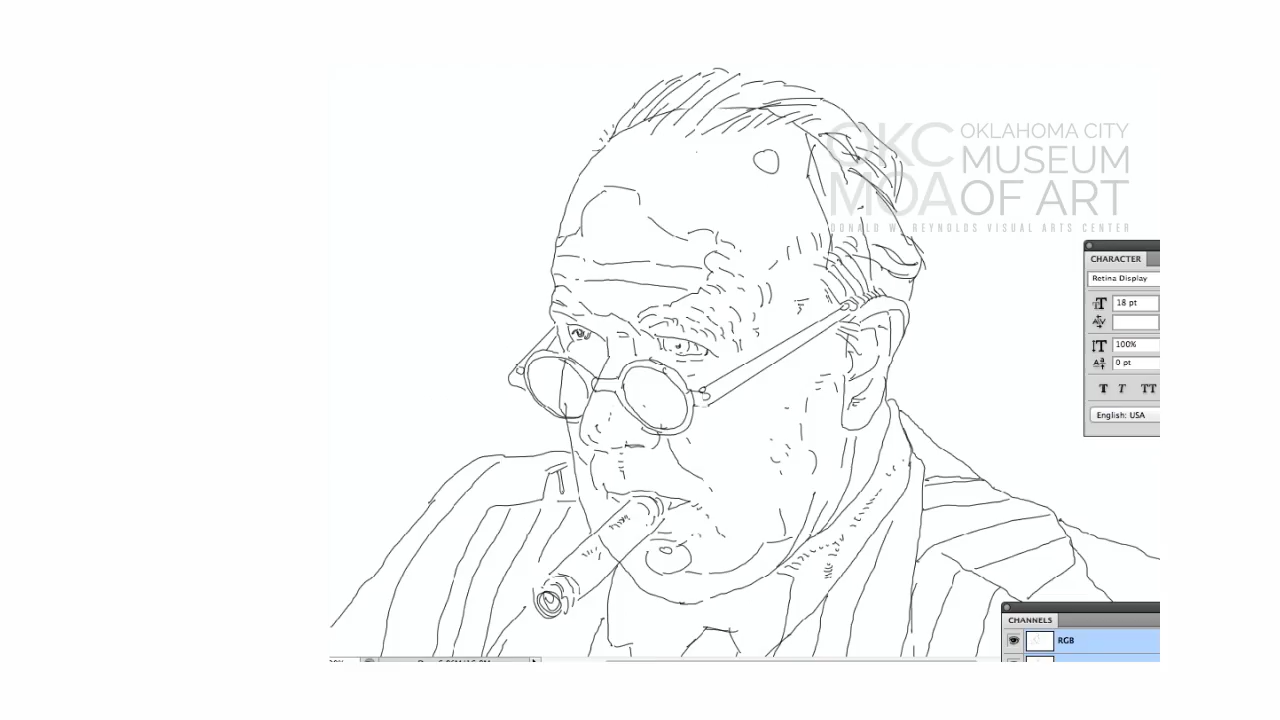 OKC OKLAHOMA CITY
MOA MUSEUM
OF ART
DONALD W. REYNOLDS VISUAL ARTS CENTER
CHARACTER
Retina Display
18 pt
100%
0 pt
T T TT
English: USA
CHANNELS
RGB